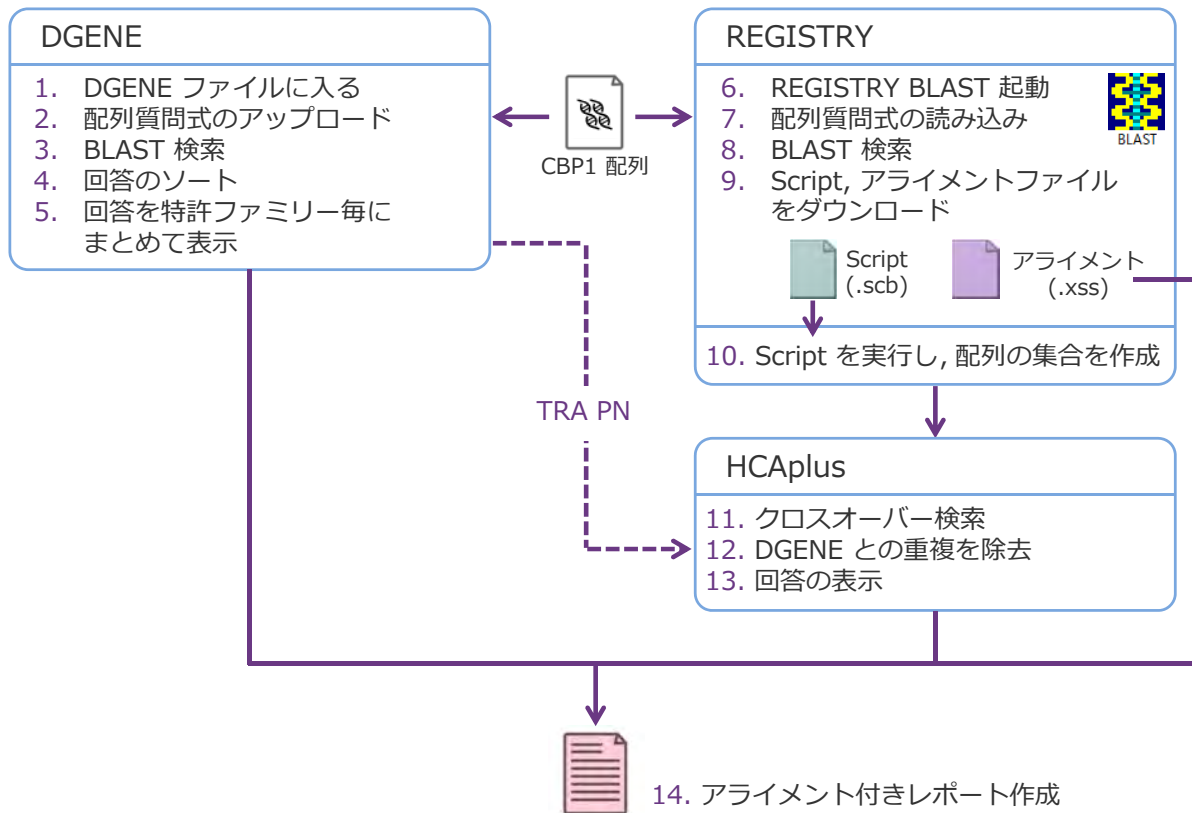 DGENE
1. DGENE ファイルに入る
2. 配列質問式のアップロード
3. BLAST 検索
4. 回答のソート
5. 回答を特許ファミリー毎に
まとめて表示
CBP1 配列
REGISTRY
6. REGISTRY BLAST 起動
7. 配列質問式の読み込み
8. BLAST 検索
9. Script, アライメントファイル
をダウンロード
BLAST
Script
(.scb)
アライメント
(.xss)
10. Script を実行し, 配列の集合を作成
TRA PN
HCAplus
11. クロスオーバー検索
12. DGENE との重複を除去
13. 回答の表示
14. アライメント付きレポート作成